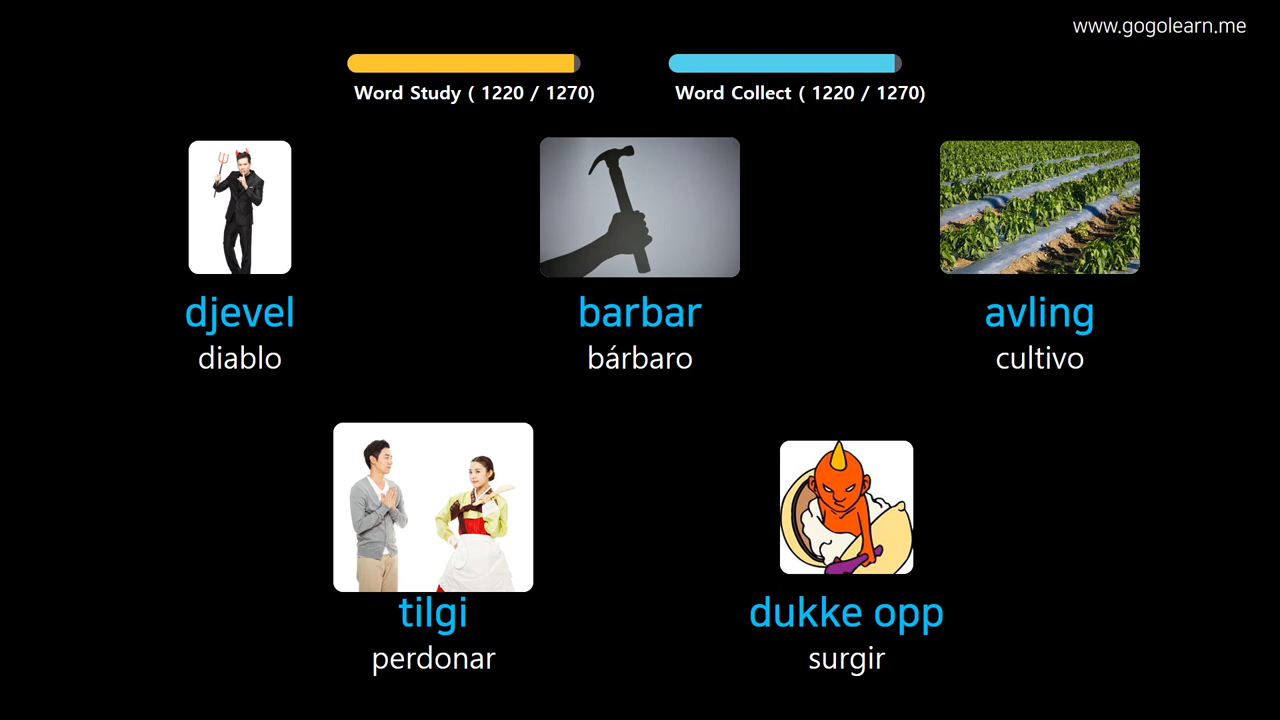 www.gogolearn.me
Word Study ( 1220 / 1270)
Word Collect ( 1220 / 1270)
djevel
diablo
barbar
bárbaro
avling
cultivo
tilgi
perdonar
dukke opp
surgir